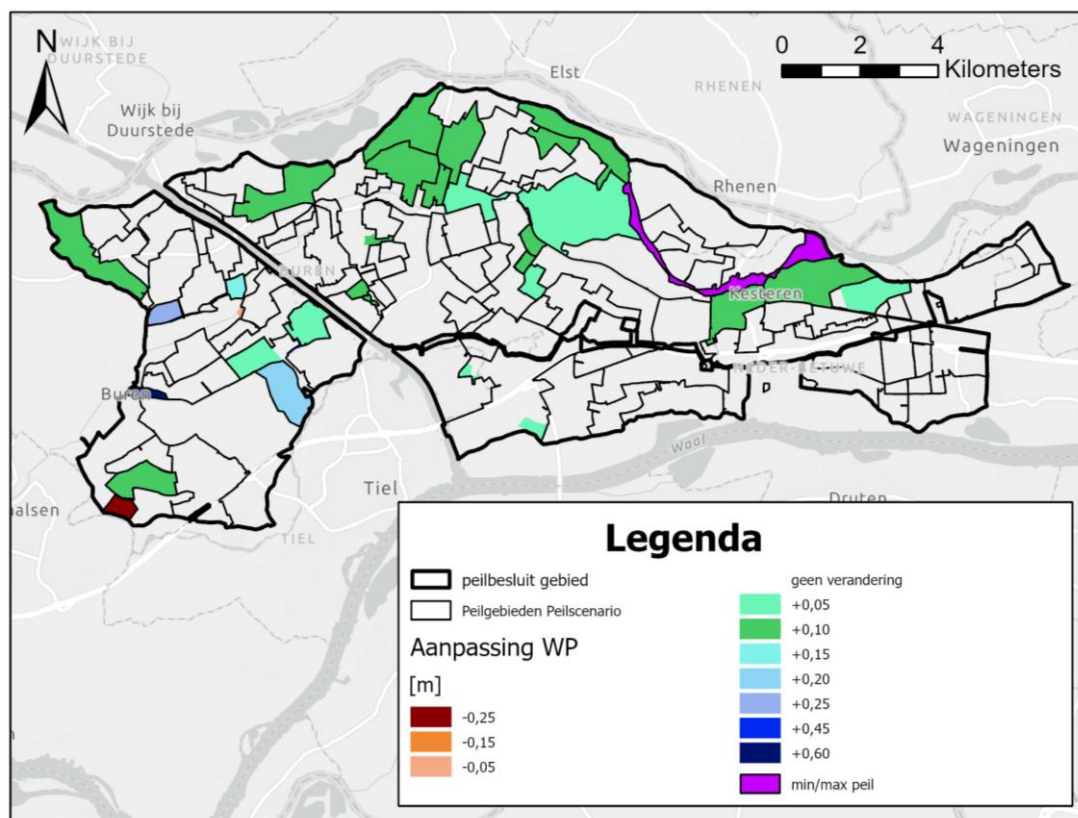 N
WIJK BIJ
DUURSTEDE
0 2 4
Kilometers
Elst
RHENEN
Wijk bij
Duurstede
WAGENINGEN
Wageningen
Rhenen
BUREN
Kesteren
NEDER-BETUWE
Buren
Waal
Tiel
Druten
malsen
TIEL
Legenda
peilbesluit gebied
Peilgebieden Peilscenario
Aanpassing WP
[m]
-0,25
-0,15
-0,05
geen verandering
+0,05
+0,10
+0,15
+0,20
+0,25
+0,45
+0,60
min/max peil